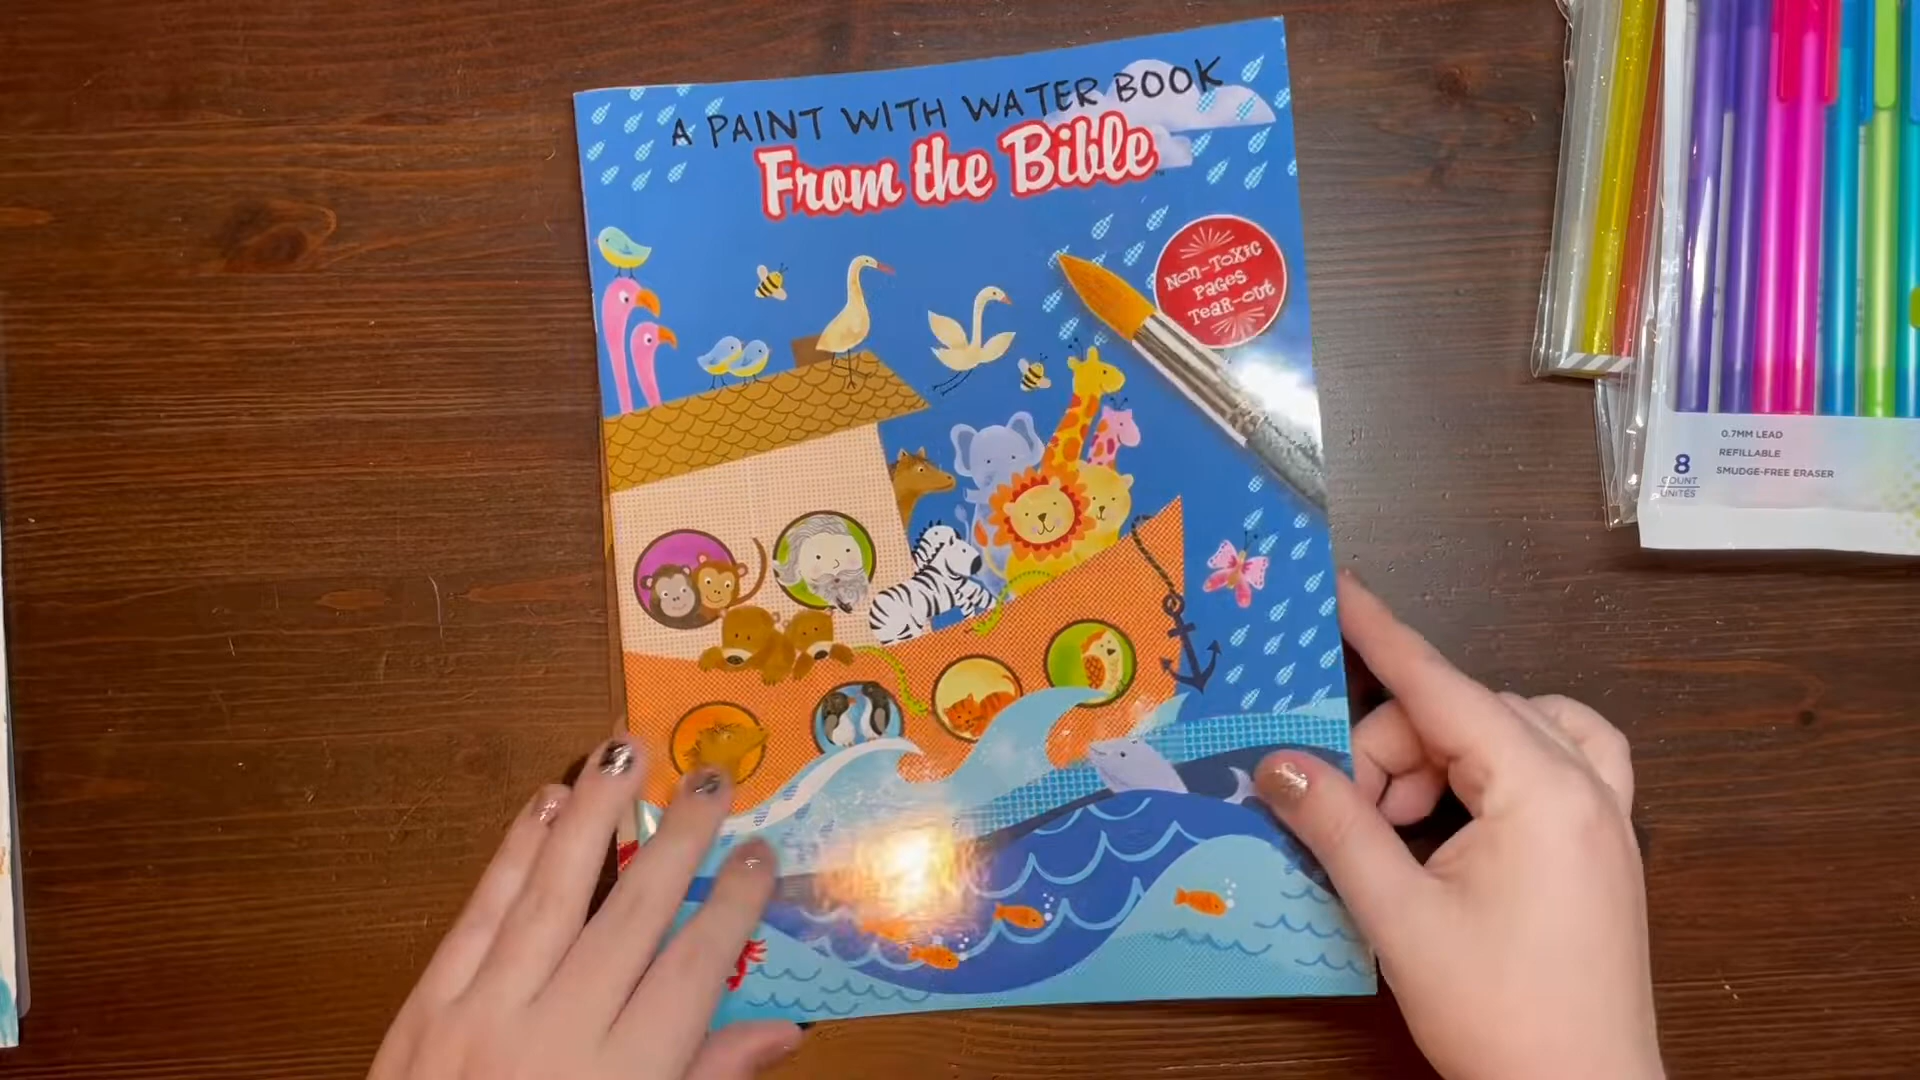 A PAINT WITH WATER BOOK
From the Bible™
NON-TOXIC
PAGES
TEAR-OUT
0.7MM LEAD
REFILLABLE
SMUDGE-FREE ERASER
8
COUNT
UNITÉS